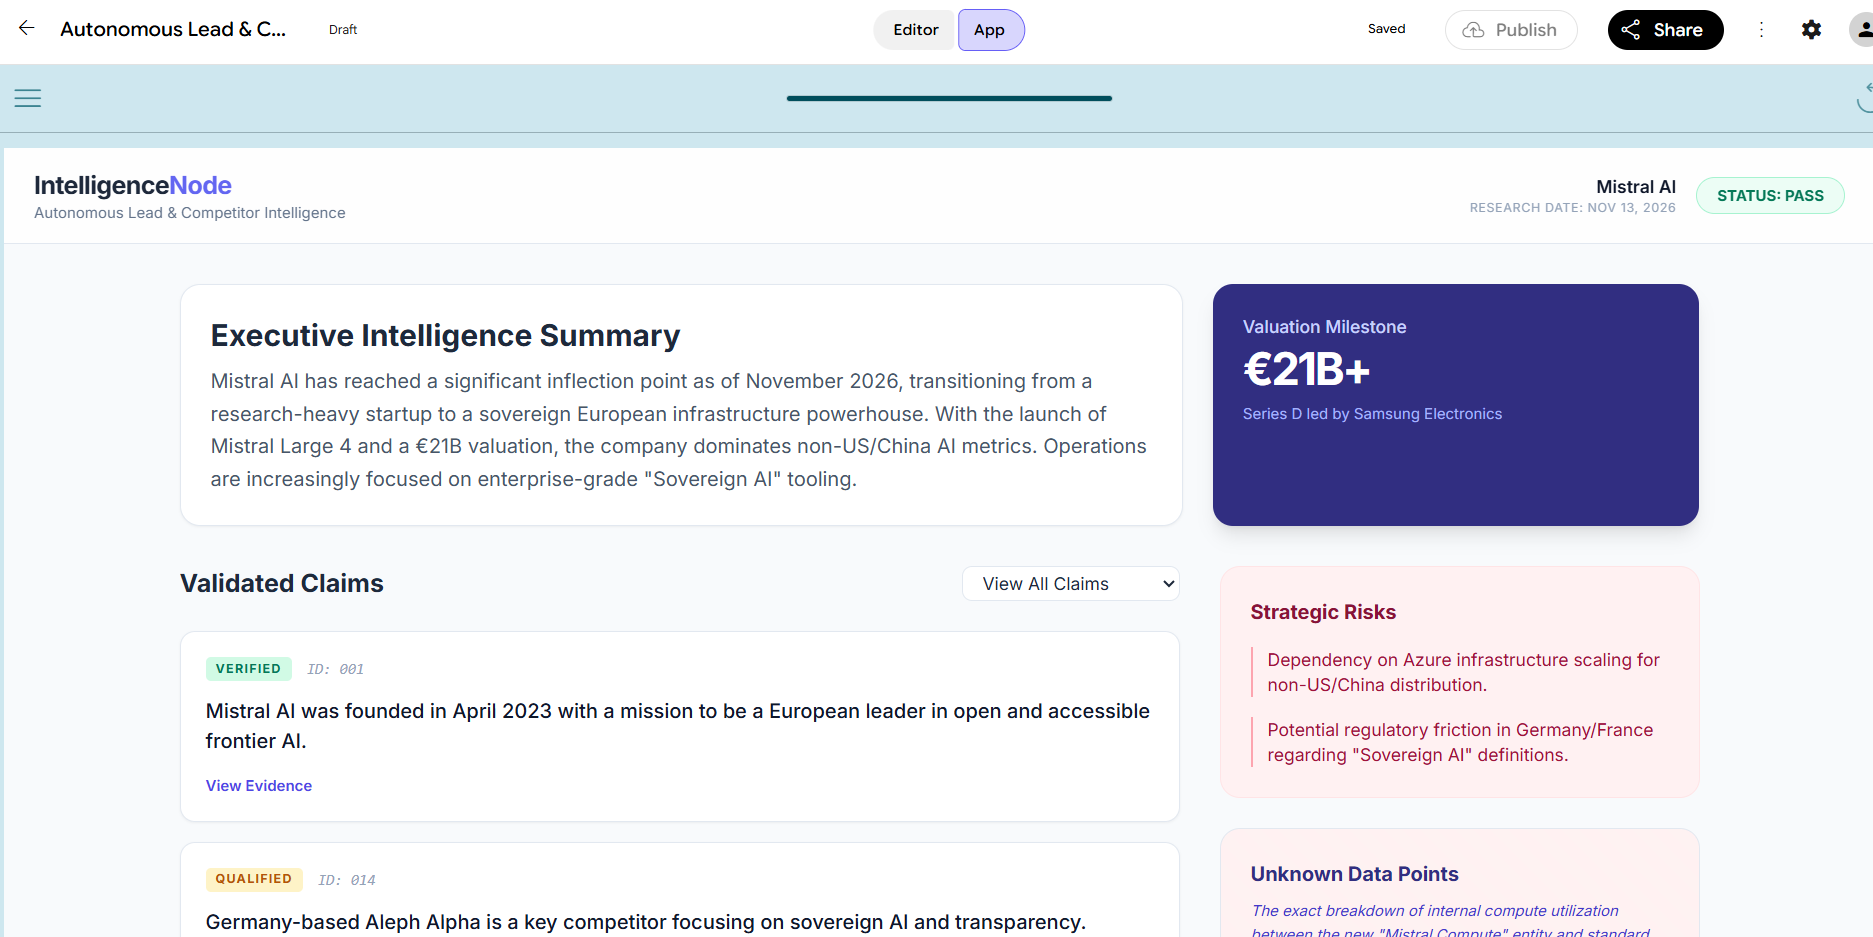 Autonomous Lead & C...
Draft
Editor
App
Saved
Publish
Share
IntelligenceNode
Autonomous Lead & Competitor Intelligence
Mistral AI
RESEARCH DATE: NOV 13, 2026
STATUS: PASS
Executive Intelligence Summary
Mistral AI has reached a significant inflection point as of November 2026, transitioning from a
research-heavy startup to a sovereign European infrastructure powerhouse. With the launch of
Mistral Large 4 and a €21B valuation, the company dominates non-US/China AI metrics. Operations
are increasingly focused on enterprise-grade "Sovereign AI" tooling.
Valuation Milestone
€21B+
Series D led by Samsung Electronics
Validated Claims
View All Claims
VERIFIED
ID: 001
Mistral AI was founded in April 2023 with a mission to be a European leader in open and accessible
frontier AI.
View Evidence
QUALIFIED
ID: 014
Germany-based Aleph Alpha is a key competitor focusing on sovereign AI and transparency.
Strategic Risks
Dependency on Azure infrastructure scaling for
non-US/China distribution.
Potential regulatory friction in Germany/France
regarding "Sovereign AI" definitions.
Unknown Data Points
The exact breakdown of internal compute utilization
between the new "Mistral Compute" entity and standard